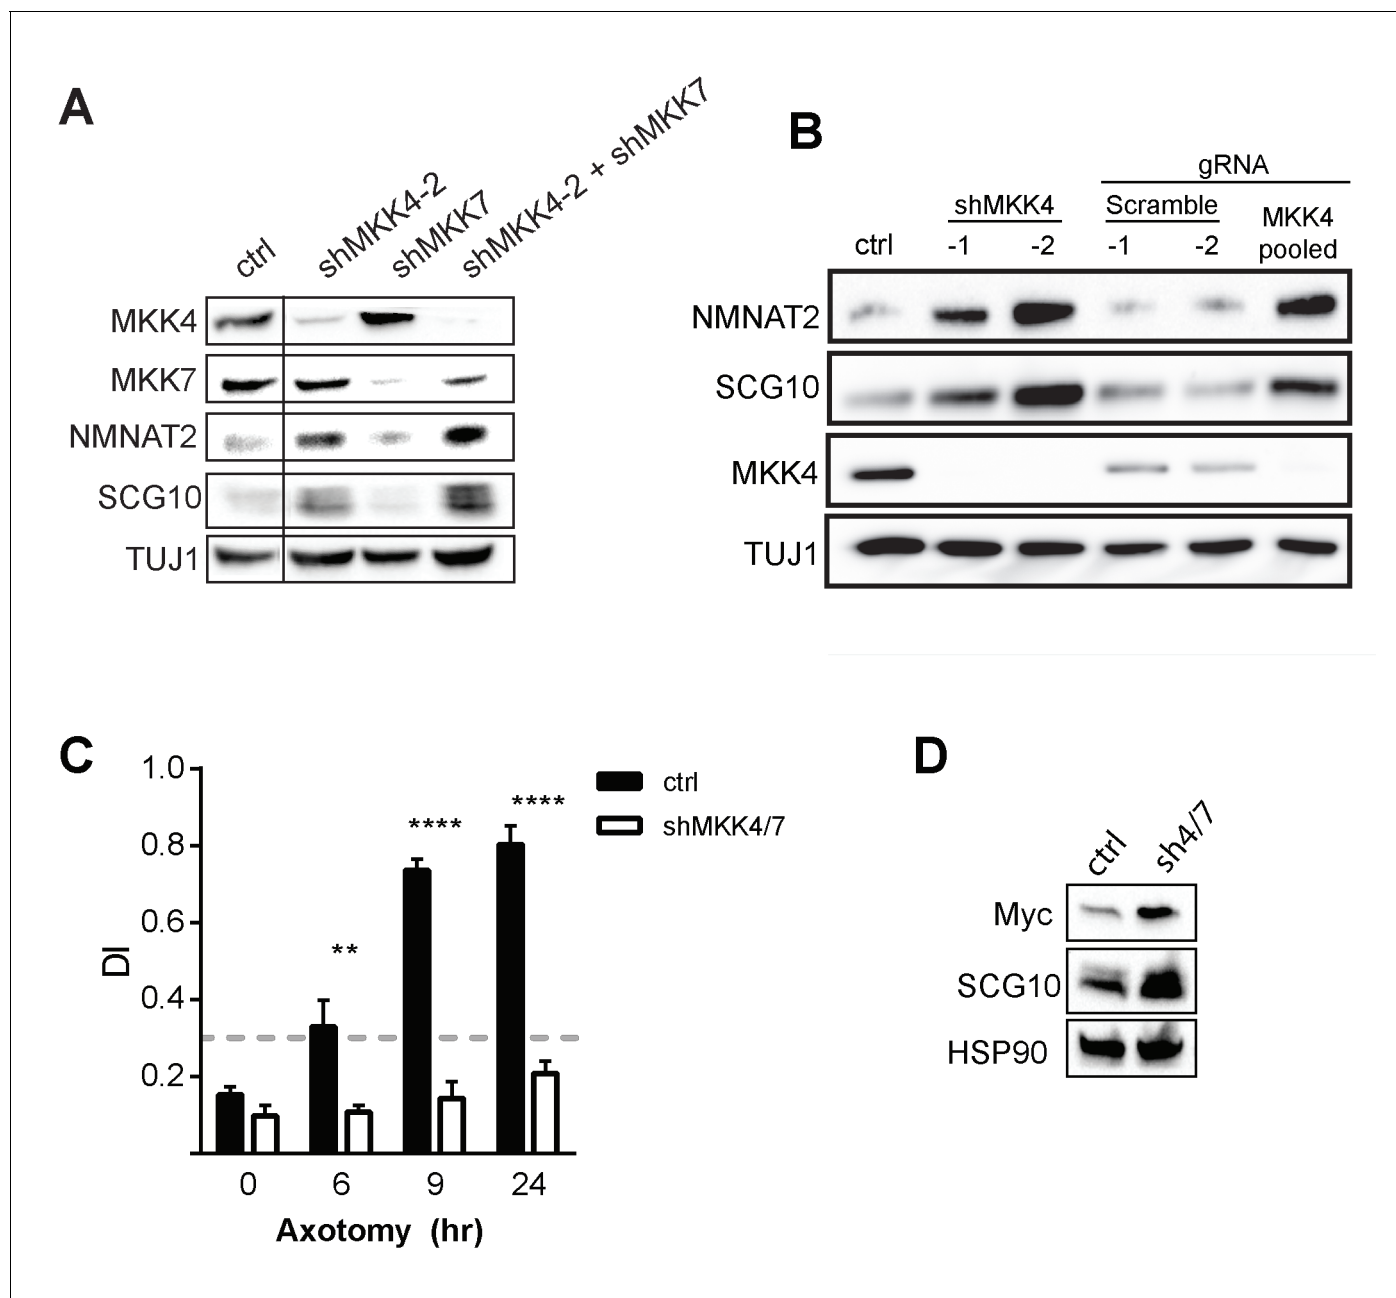 A
ctrl
shMKK4-2
shMKK7
shMKK4-2 + shMKK7
MKK4
MKK7
NMNAT2
SCG10
TUJ1
B
gRNA
shMKK4
Scramble
MKK4
pooled
ctrl
-1
-2
-1
-2
NMNAT2
SCG10
MKK4
TUJ1
C
1.0
0.8
0.6
0.4
0.2
DI
**
****
****
ctrl
shMKK4/7
0
6
9
24
Axotomy (hr)
D
ctrl
sh4/7
Myc
SCG10
HSP90